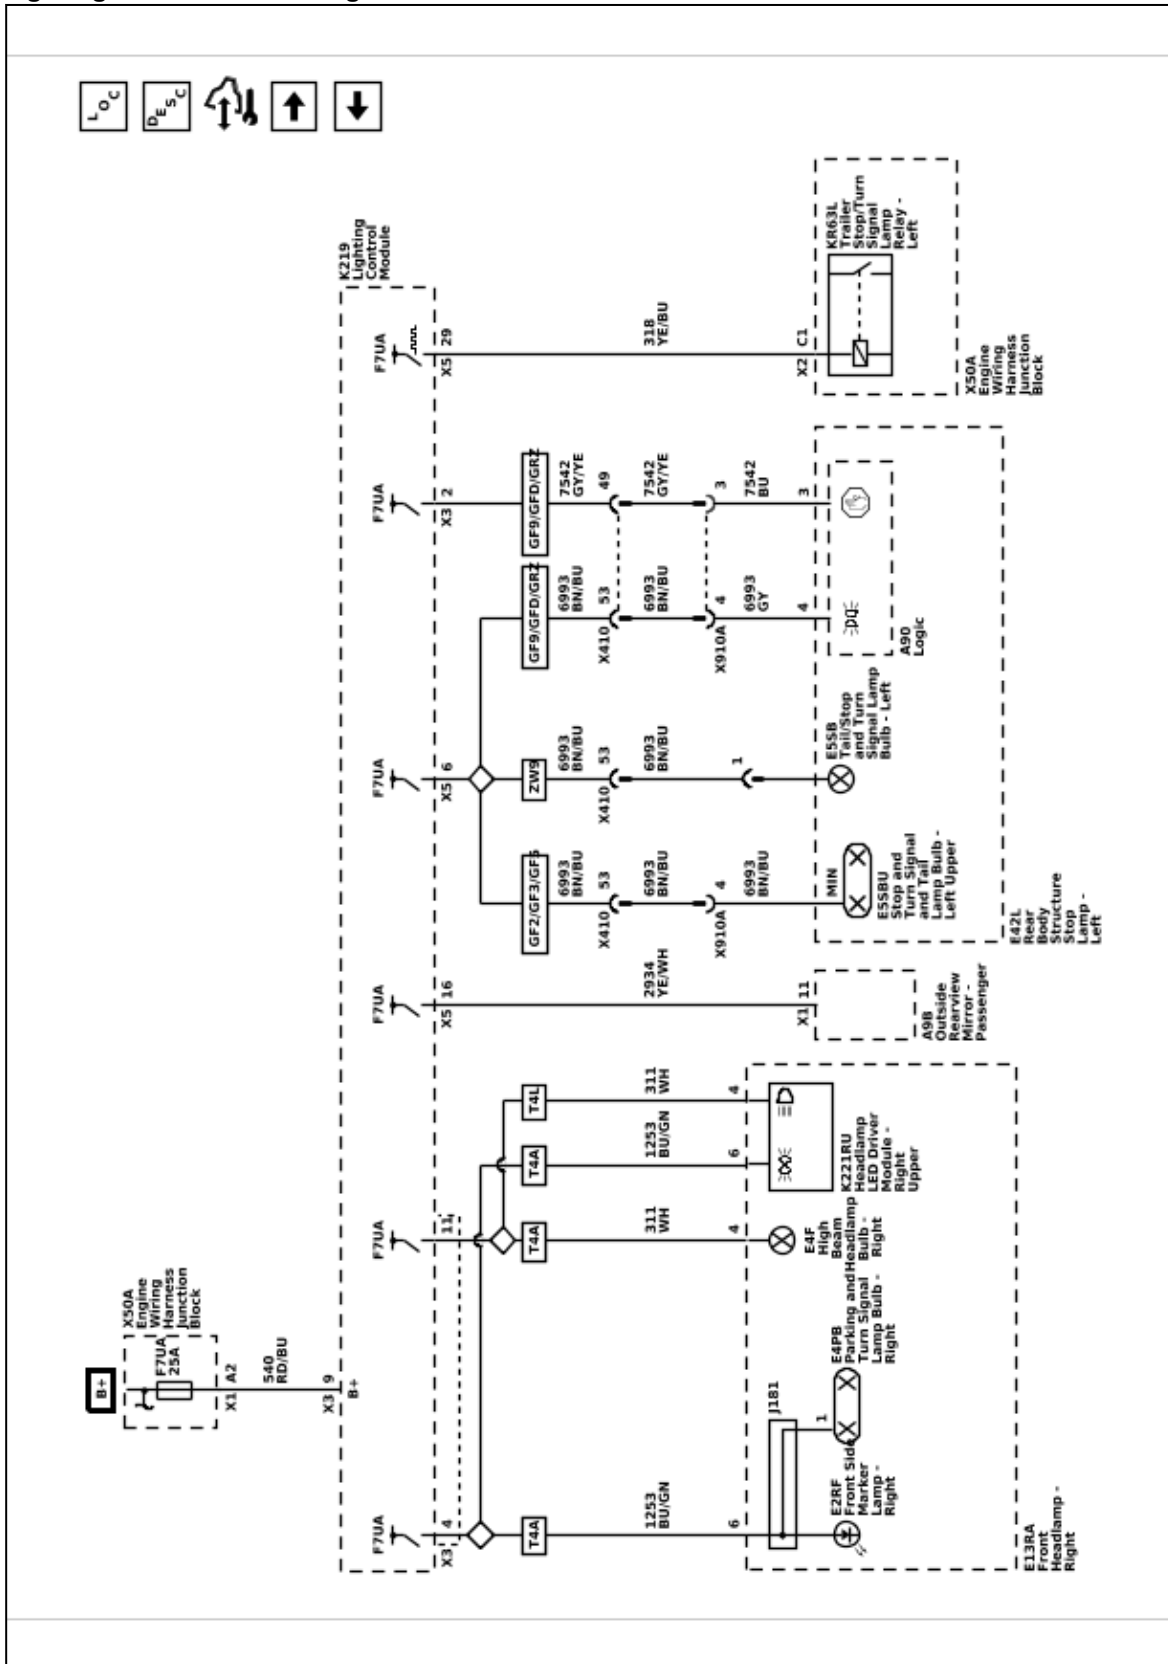 LOC
DESC
B+
X50A
Engine
Wiring
Harness
Junction
Block
F7UA
25A
X1 A2
540
RD/BU
X3 9
B+
K219
Lighting
Control
Module
F7UA
X3 4
F7UA
11
F7UA
X5 16
F7UA
X5 6
F7UA
X3 2
F7UA
X5 29
T4A
T4A
T4A
T4L
1253
BU/GN
6
311
WH
4
1253
BU/GN
6
311
WH
4
J181
1
E2RF
Front Side
Marker
Lamp -
Right
E4PB
Parking and
Turn Signal
Lamp Bulb -
Right
E4F
High
Beam
Headlamp
Bulb -
Right
K221RU
Headlamp
LED Driver
Module -
Right
Upper
E13RA
Front
Headlamp -
Right
2934
YE/WH
X1 11
A9B
Outside
Rearview
Mirror -
Passenger
GF2/GF3/GFS
6993
BN/BU
X410 53
6993
BN/BU
X910A 4
6993
BN/BU
MIN
E5SBU
Stop and
Turn Signal
and Tail
Lamp Bulb -
Left Upper
ZW9
6993
BN/BU
X410 53
6993
BN/BU
1
E5SB
Tail/Stop
and Turn
Signal Lamp
Bulb - Left
GF9/GFD/GRZ
6993
BN/BU
X410 53
6993
BN/BU
X910A 4
6993
GY
4
A90
Logic
GF9/GFD/GRZ
7542
GY/YE
49
7542
GY/YE
3
7542
BU
3
E42L
Rear
Body
Structure
Stop
Lamp -
Left
318
YE/BU
X2 C1
KR63L
Trailer
Stop/Turn
Signal
Lamp
Relay -
Left
X50A
Engine
Wiring
Harness
Junction
Block